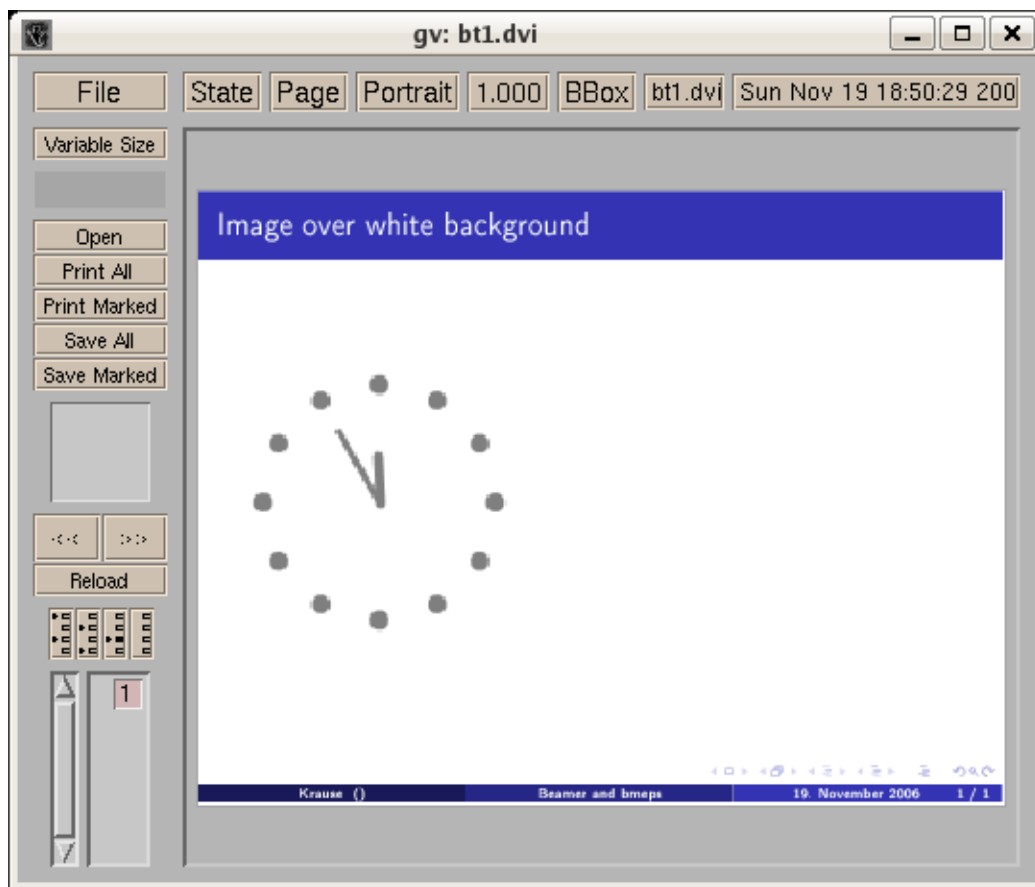 gv: bt1.dvi
File State Page Portrait 1.000 BBox bt1.dvi Sun Nov 19 18:50:29 200
Variable Size
Open
Print All
Print Marked
Save All
Save Marked
<< >>
Reload
1
Image over white background
Krause () Beamer and bmeps 19. November 2006 1 / 1